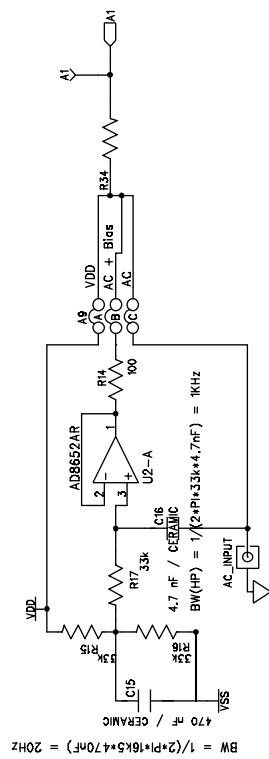 A1
A1
R34
VDD
AC + Bias
AC
A9
A
B
C
R14
100
AD8652AR
2
3
1
-
+
U2-A
C16
4.7 nF / CERAMIC
BW(HP) = 1/(2*PI*33k*4.7nF) = 1KHz
R17
33k
AC_INPUT
VDD
R15
33k
R16
33k
C15
470 nF / CERAMIC
VSS
BW = 1/(2*PI*16k5*470nF) = 20Hz